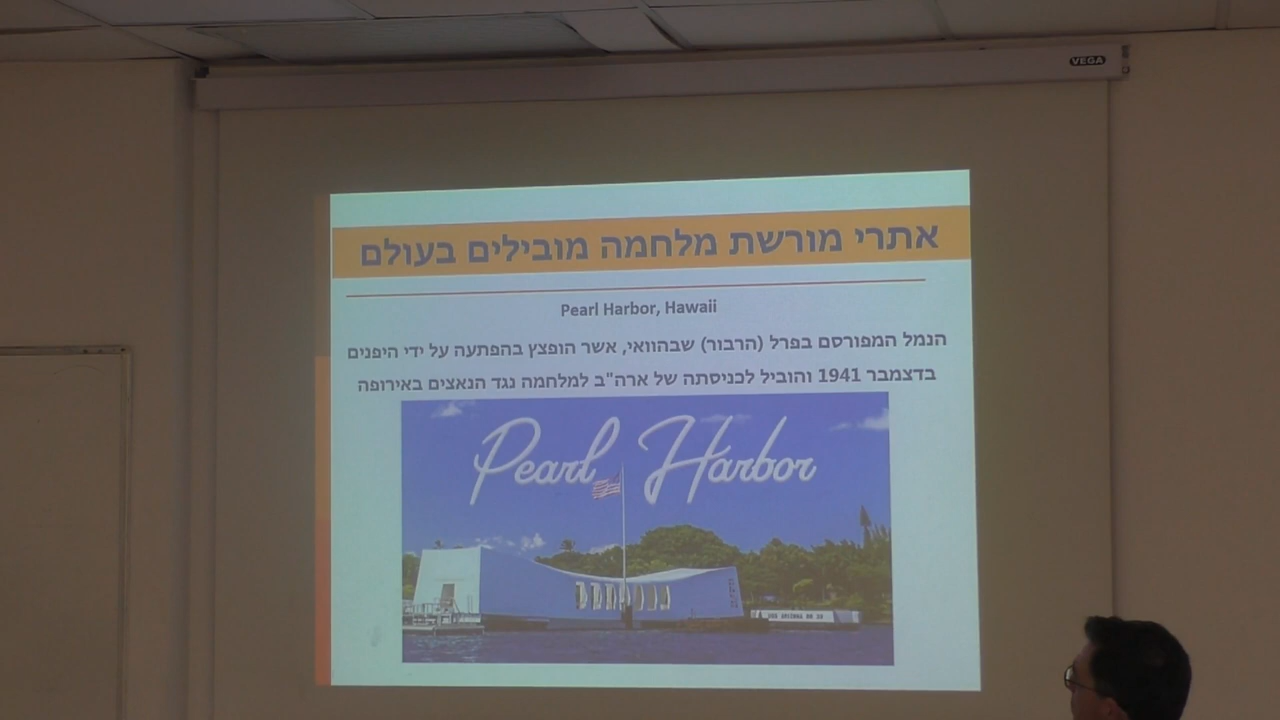 VEGA
אתרי מורשת מלחמה מובילים בעולם
Pearl Harbor, Hawaii
הנמל המפורסם בפרל (הרבור) שבהוואי, אשר הופצץ בהפתעה על ידי היפנים
בדצמבר 1941 והוביל לכניסתה של ארה"ב למלחמה נגד הנאצים באירופה
Pearl Harbor